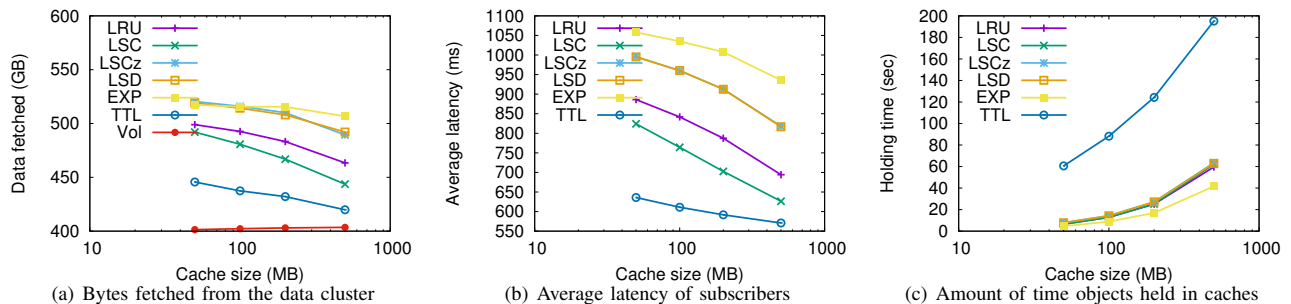 600
550
500
450
400
10
100
1000
Data fetched (GB)
Cache size (MB)
LRU
LSC
LSCz
LSD
EXP
TTL
Vol
(a) Bytes fetched from the data cluster
1150
1100
1050
1000
950
900
850
800
750
700
650
600
550
10
100
1000
Average latency (ms)
Cache size (MB)
LRU
LSC
LSCz
LSD
EXP
TTL
(b) Average latency of subscribers
200
180
160
140
120
100
80
60
40
20
0
10
100
1000
Holding time (sec)
Cache size (MB)
LRU
LSC
LSCz
LSD
EXP
TTL
(c) Amount of time objects held in caches